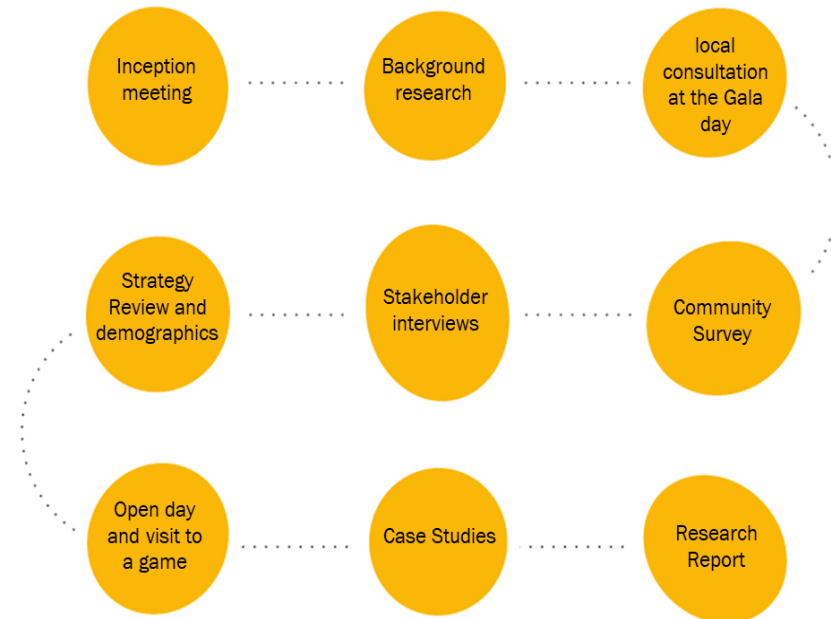 Inception
meeting
Background
research
local
consultation
at the Gala
day
Community
Survey
Stakeholder
interviews
Strategy
Review and
demographics
Open day
and visit to
a game
Case Studies
Research
Report